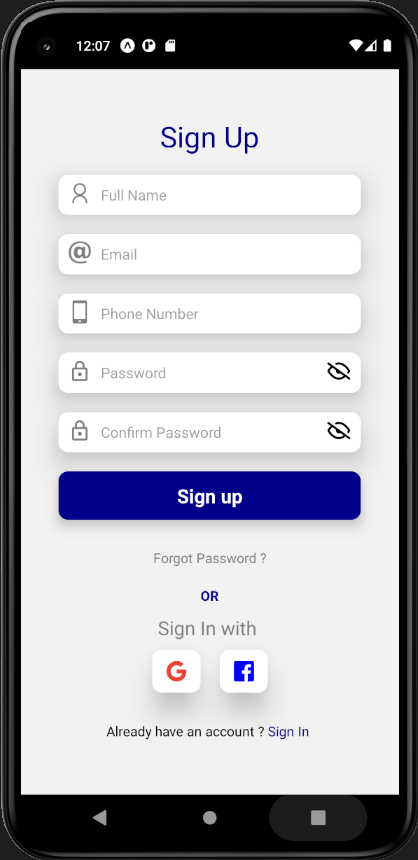 12:07
Sign Up
Full Name
@ Email
Phone Number
Password
Confirm Password
Sign up
Forgot Password ?
OR
Sign In with
G f
Already have an account ? Sign In